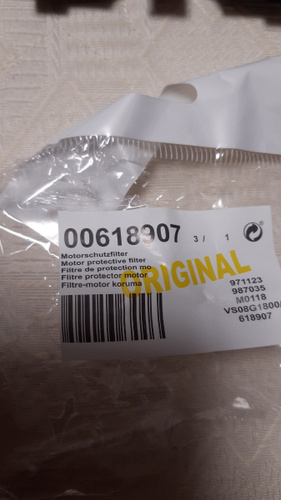 00618907 3 / 1
Motorschutzfilter
Motor protective filter
Filtre de protection mo
Filtre protector motor
Filtre-motor koruma
ORIGINAL
971123
987035
M0118
VS08G1800/
618907